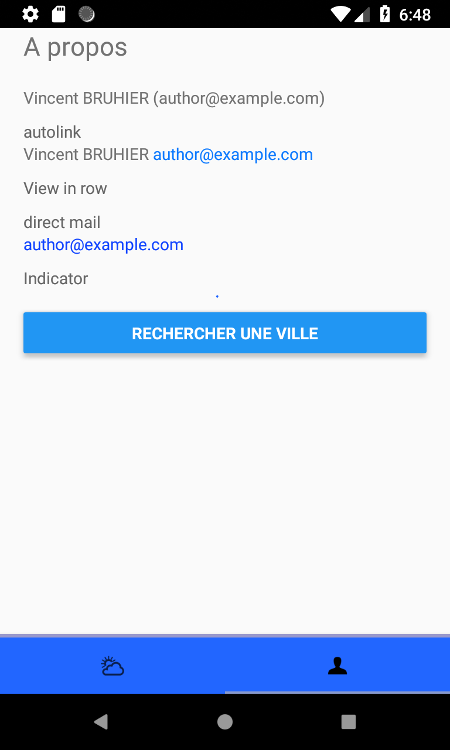 6:48
A propos
Vincent BRUHIER (author@example.com)
autolink
Vincent BRUHIER author@example.com
View in row
direct mail
author@example.com
Indicator
RECHERCHER UNE VILLE